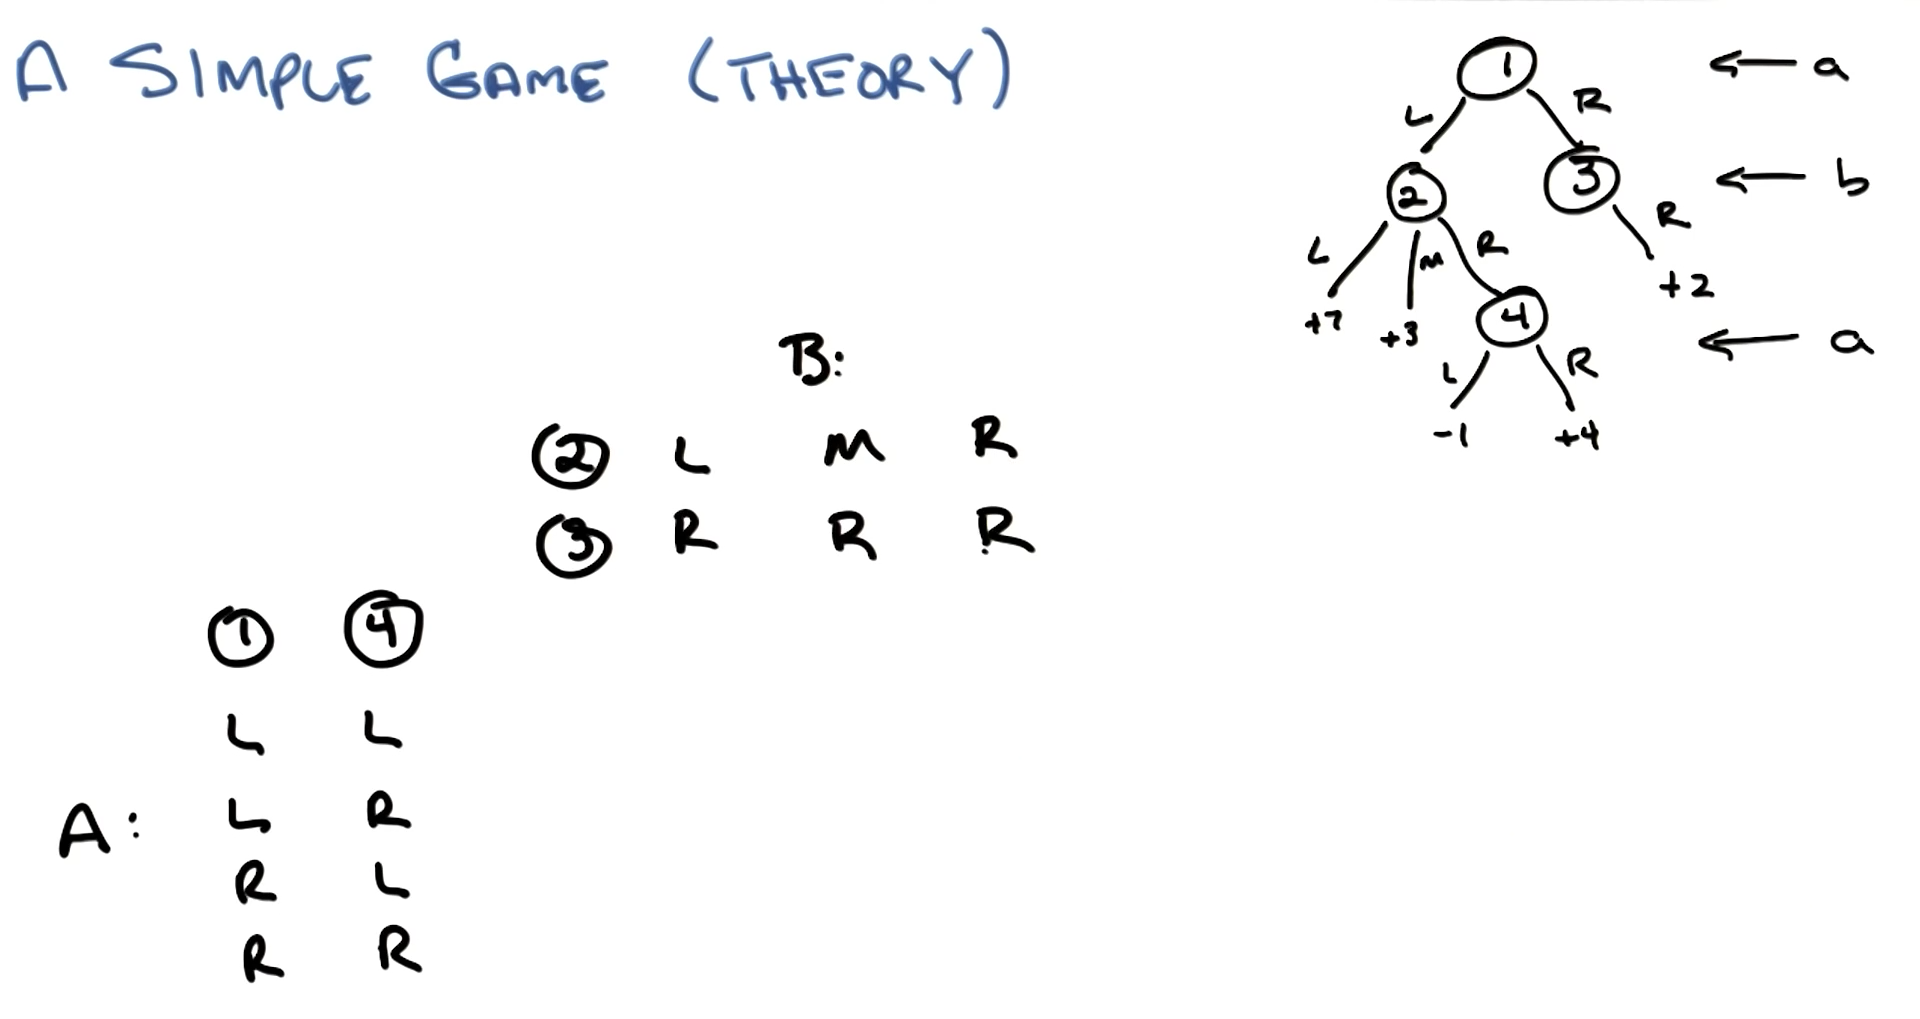 A SIMPLE GAME (THEORY)
1 ← a
L R
2 3 ← b
L M R R
+7 +3 4 +2
← a
L R
-1 +4
B:
2 L M R
3 R R R
1 4
L L
A: L R
R L
R R